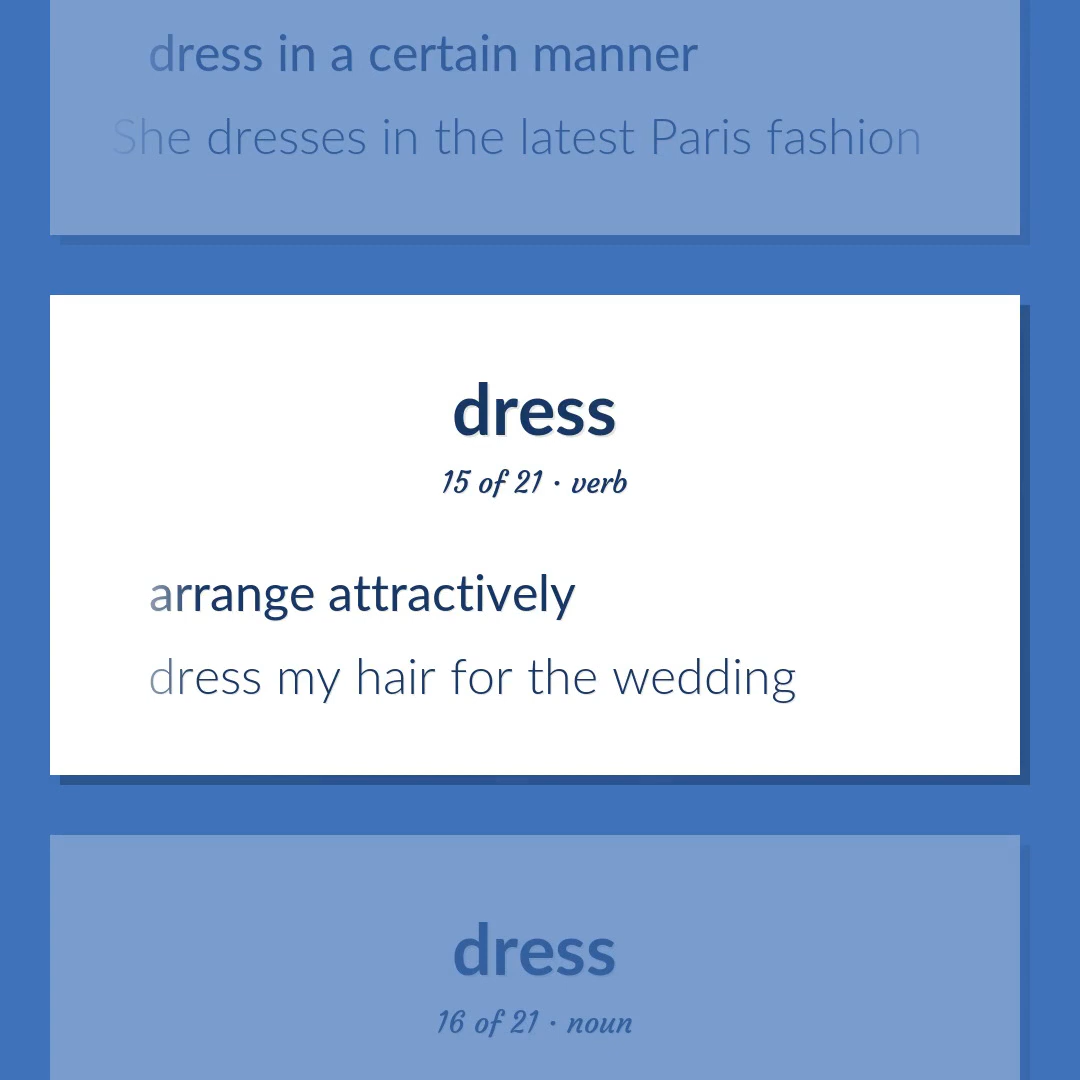 dress in a certain manner
She dresses in the latest Paris fashion
dress
15 of 21 · verb
arrange attractively
dress my hair for the wedding
dress
16 of 21 · noun